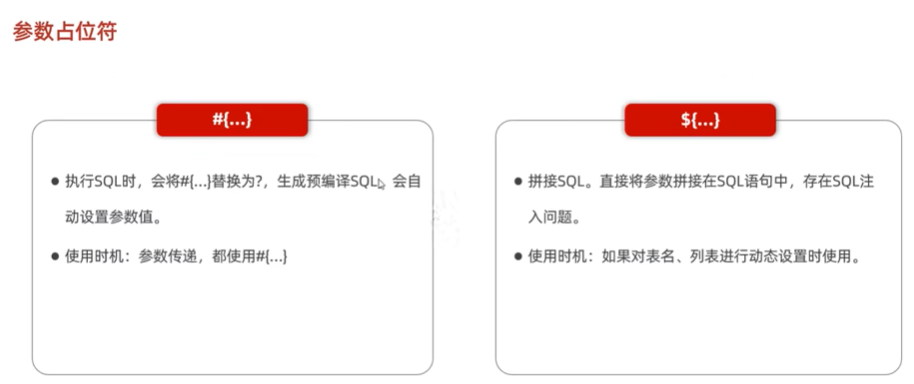 参数占位符
#{…}
● 执行SQL时，会将#{…}替换为?，生成预编译SQL，会自
动设置参数值。
● 使用时机：参数传递，都使用#{…}
${…}
● 拼接SQL。直接将参数拼接在SQL语句中，存在SQL注
入问题。
● 使用时机：如果对表名、列表进行动态设置时使用。